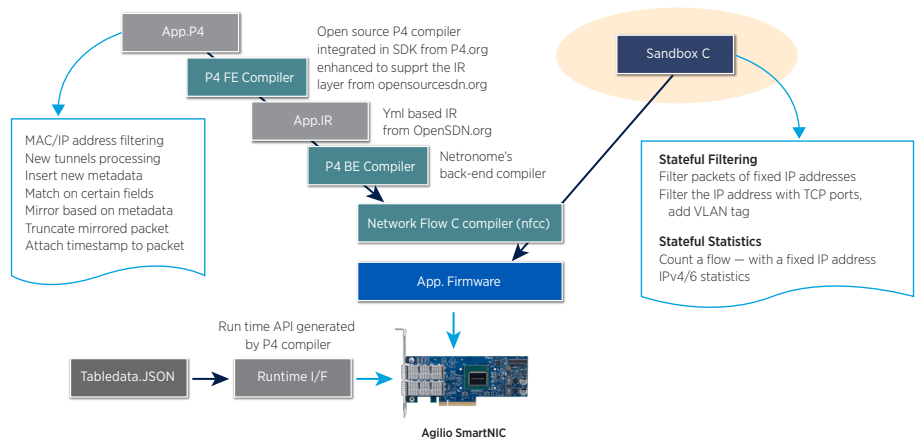 App.P4
Open source P4 compiler
integrated in SDK from P4.org
enhanced to supprt the IR
layer from opensourcesdn.org
Sandbox C
P4 FE Compiler
App.IR
Yml based IR
from OpenSDN.org
P4 BE Compiler
Netronome's
back-end compiler
MAC/IP address filtering
New tunnels processing
Insert new metadata
Match on certain fields
Mirror based on metadata
Truncate mirrored packet
Attach timestamp to packet
Stateful Filtering
Filter packets of fixed IP addresses
Filter the IP address with TCP ports,
add VLAN tag
Stateful Statistics
Count a flow — with a fixed IP address
IPv4/6 statistics
Network Flow C compiler (nfcc)
App. Firmware
Run time API generated
by P4 compiler
Tabledata.JSON
Runtime I/F
Agilio SmartNIC